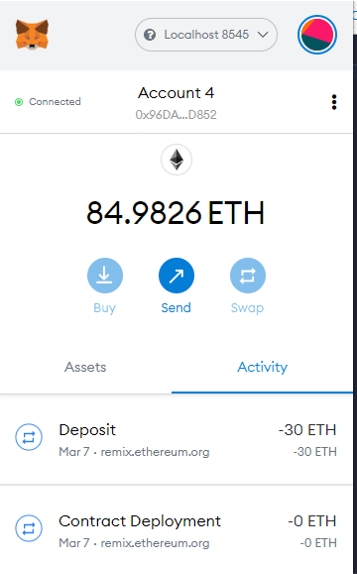 Localhost 8545
Connected
Account 4
0x96DA...D852
84.9826 ETH
Buy
Send
Swap
Assets
Activity
Deposit
-30 ETH
Mar 7 · remix.ethereum.org
-30 ETH
Contract Deployment
-0 ETH
Mar 7 · remix.ethereum.org
-0 ETH